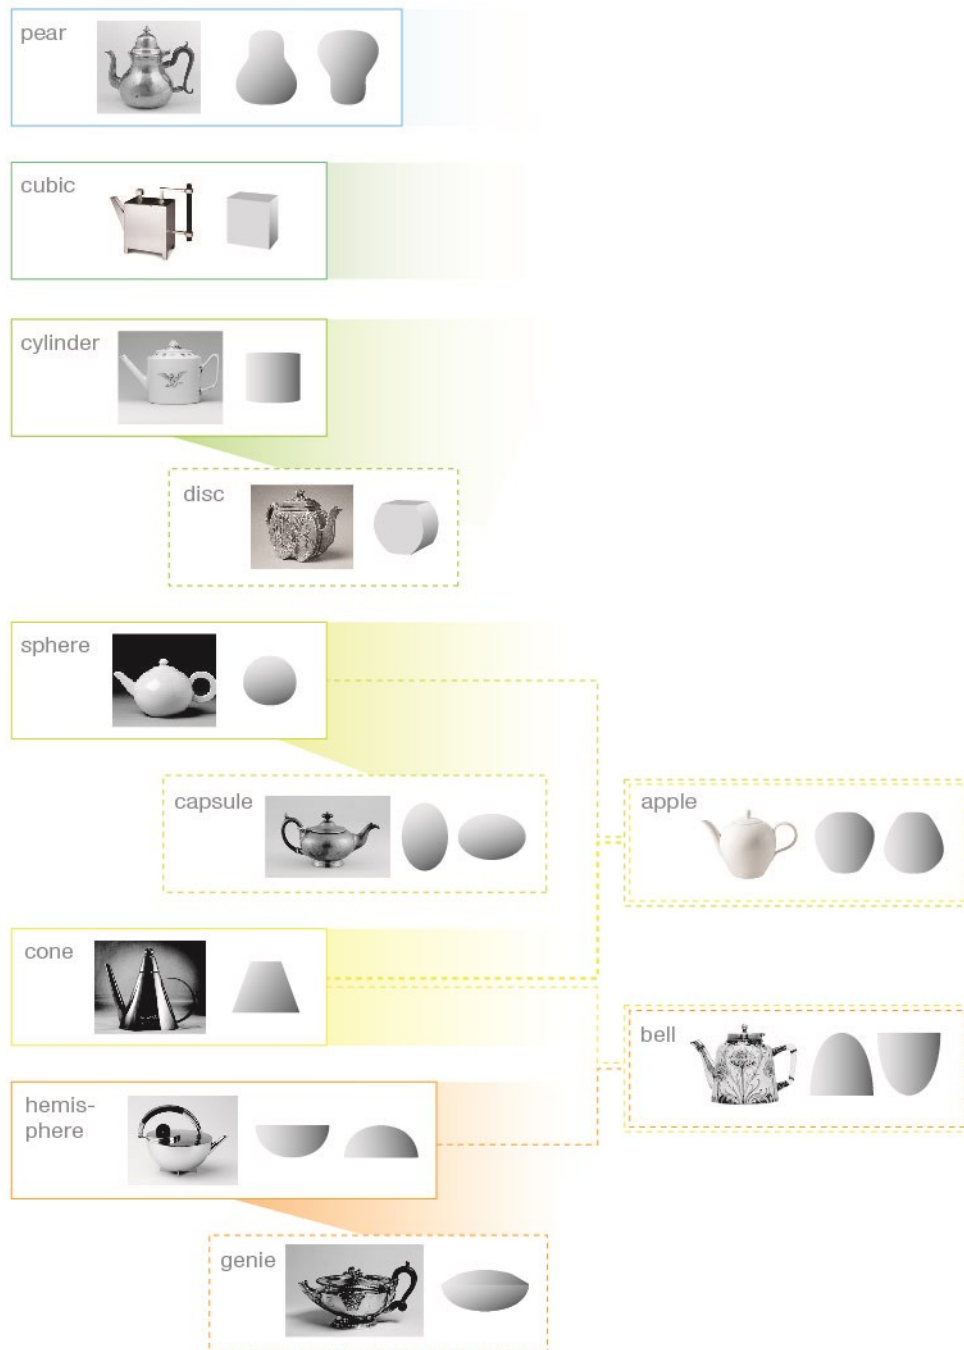 pear
cubic
cylinder
disc
sphere
capsule
apple
cone
bell
hemis-
phere
genie